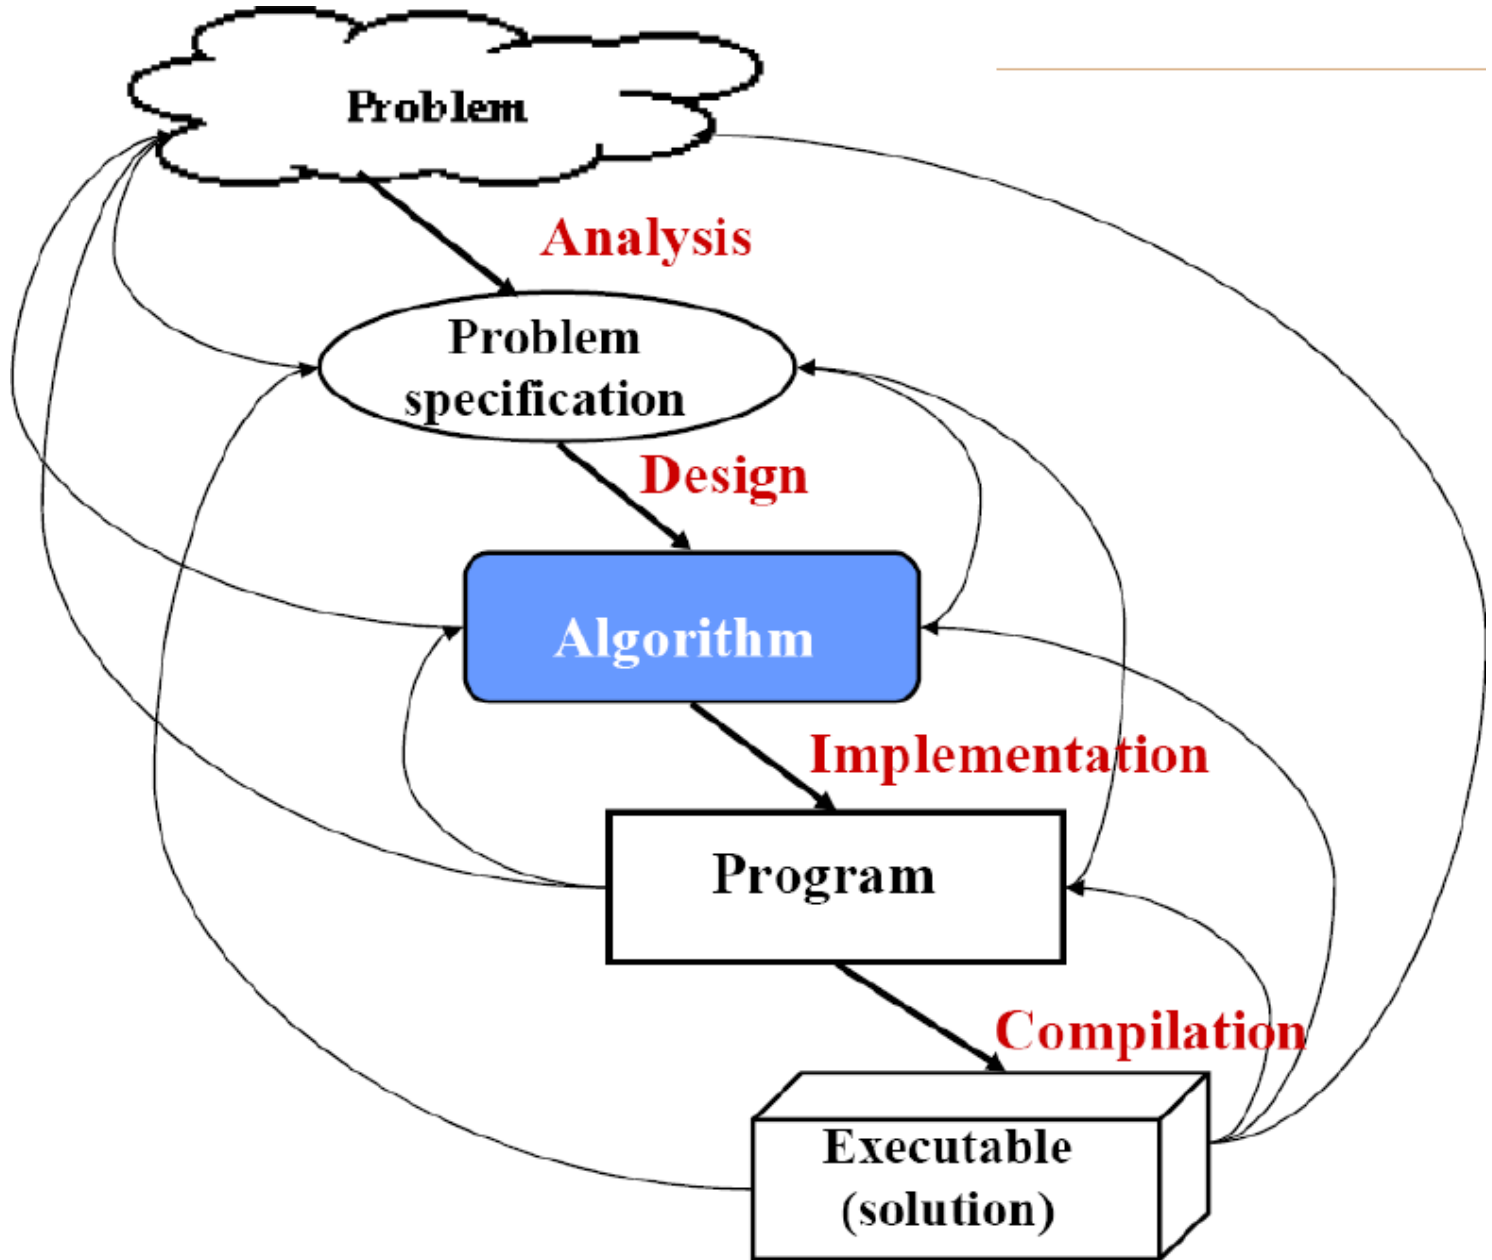 Problem
Analysis
Problem
specification
Design
Algorithm
Implementation
Program
Compilation
Executable
(solution)